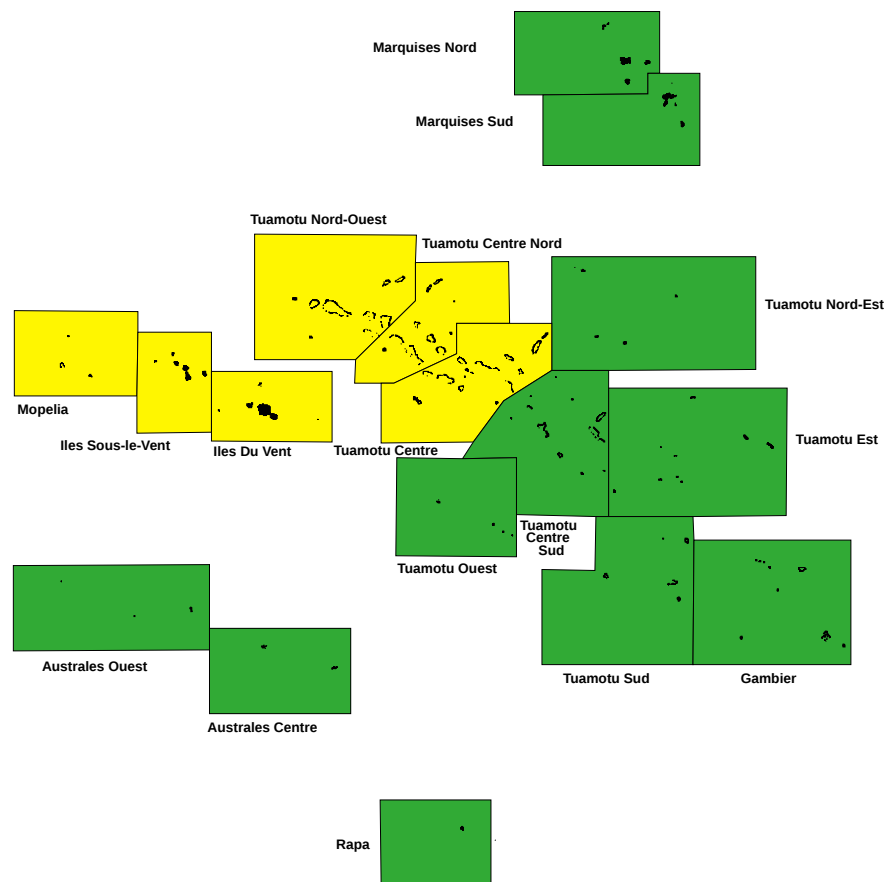 Marquises Nord
Marquises Sud
Tuamotu Nord-Ouest
Tuamotu Centre Nord
Tuamotu Nord-Est
Mopelia
Iles Sous-le-Vent
Iles Du Vent
Tuamotu Centre
Tuamotu Est
Tuamotu
Centre
Sud
Tuamotu Ouest
Australes Ouest
Tuamotu Sud
Gambier
Australes Centre
Rapa